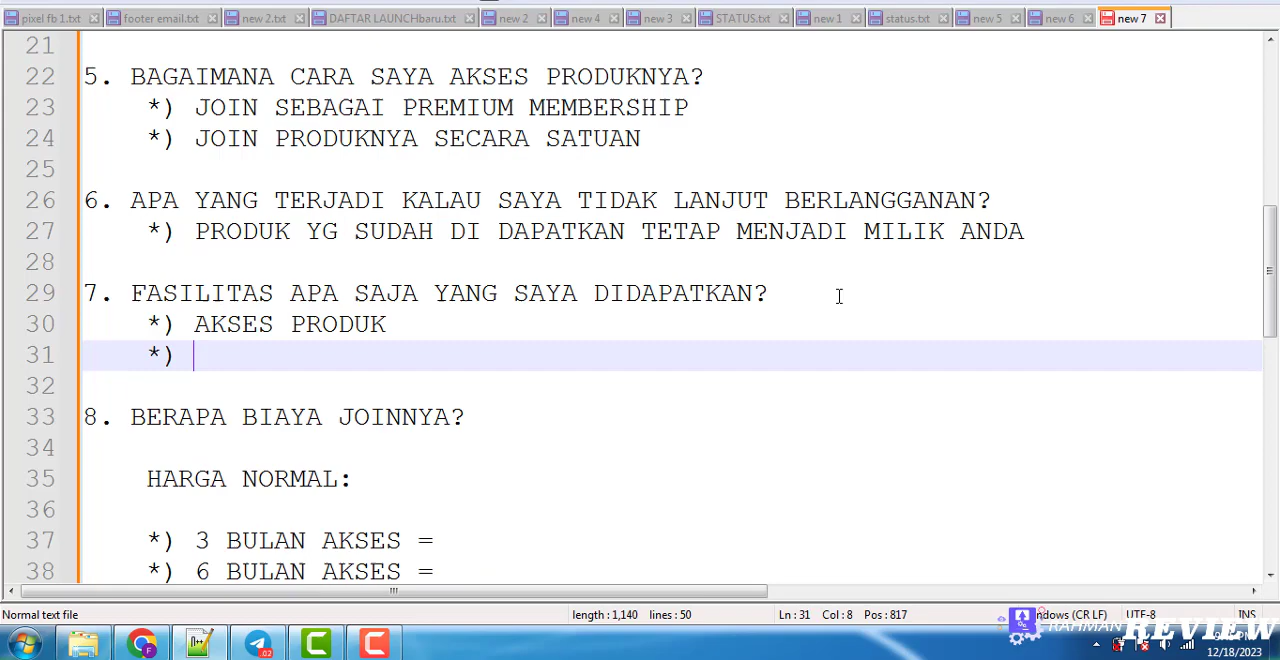 pixel fb 1.txt footer email.txt new 2.txt DAFTAR LAUNCHbaru.txt new 2 new 4 new 3 STATUS.txt new 1 status.txt new 5 new 6 new 7
21
22 5. BAGAIMANA CARA SAYA AKSES PRODUKNYA?
23 *) JOIN SEBAGAI PREMIUM MEMBERSHIP
24 *) JOIN PRODUKNYA SECARA SATUAN
25
26 6. APA YANG TERJADI KALAU SAYA TIDAK LANJUT BERLANGGANAN?
27 *) PRODUK YG SUDAH DI DAPATKAN TETAP MENJADI MILIK ANDA
28
29 7. FASILITAS APA SAJA YANG SAYA DIDAPATKAN?
30 *) AKSES PRODUK
31 *)
32
33 8. BERAPA BIAYA JOINNYA?
34
35 HARGA NORMAL:
36
37 *) 3 BULAN AKSES =
38 *) 6 BULAN AKSES =
Normal text file length : 1,140 lines : 50 Ln : 31 Col : 8 Pos : 817 ndows (CR LF) UTF-8 INS
02 RAHMAN REVIEW
12/18/2023